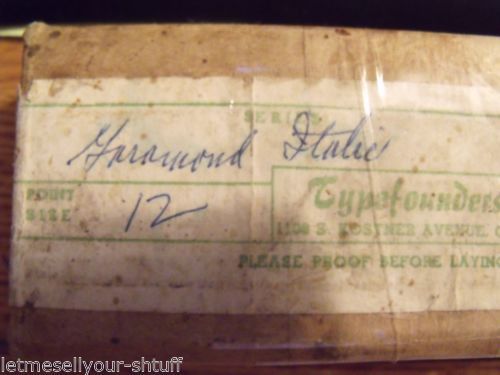 SERIES
Garamond Italic
POINT
SIZE 12
Typefounders
1108 S. KOSTNER AVENUE, C
PLEASE PROOF BEFORE LAYING
letmesellyour-shtuff